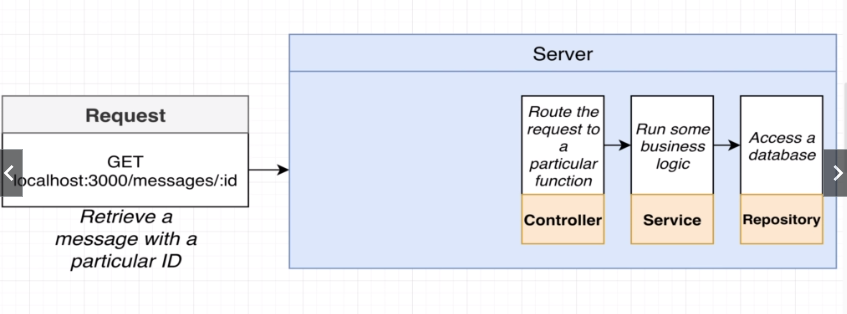 Server
Request
GET
localhost:3000/messages/:id
Retrieve a
message with a
particular ID
Route the
request to
a
particular
function
Controller
Run some
business
logic
Service
Access a
database
Repository